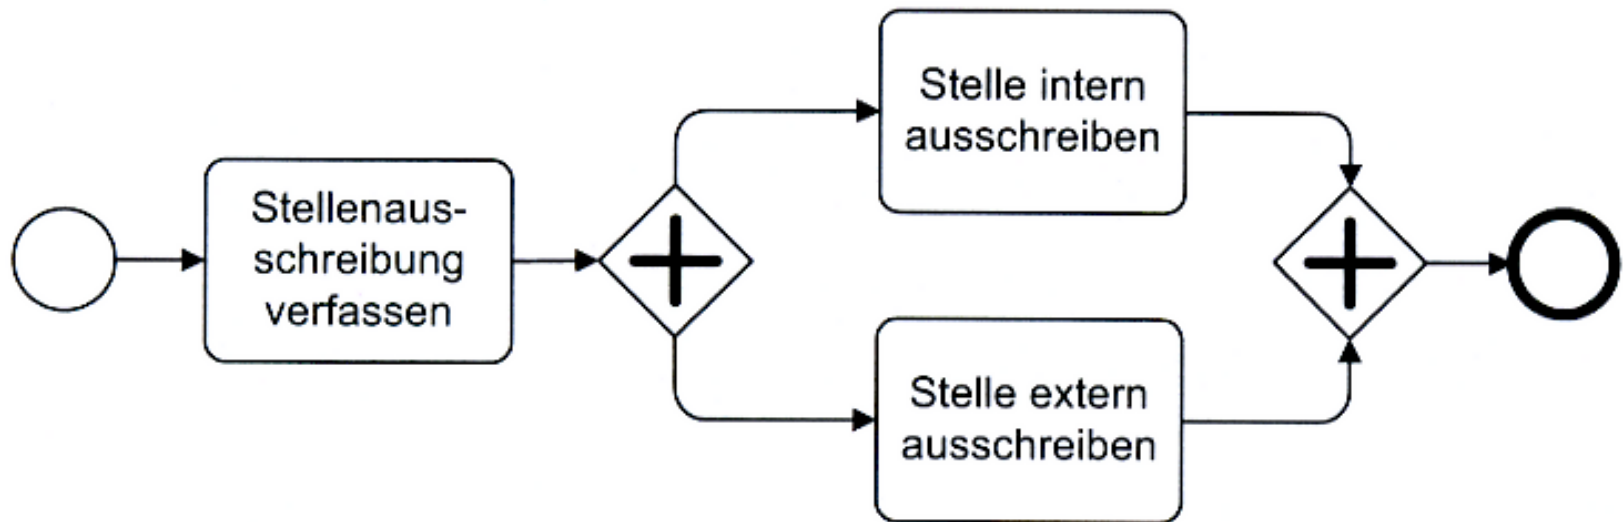 Stellenaus-
schreibung
verfassen
Stelle intern
ausschreiben
Stelle extern
ausschreiben